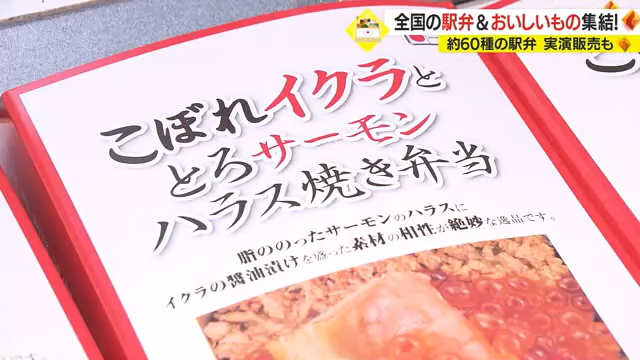 全国の駅弁&おいしいもの集結!
約60種の駅弁 実演販売も
こぼれイクラと
とろサーモン
ハラス焼き弁当
脂ののったサーモンのハラスに
イクラの醤油漬けを盛った素材の相性が絶妙な逸品です。